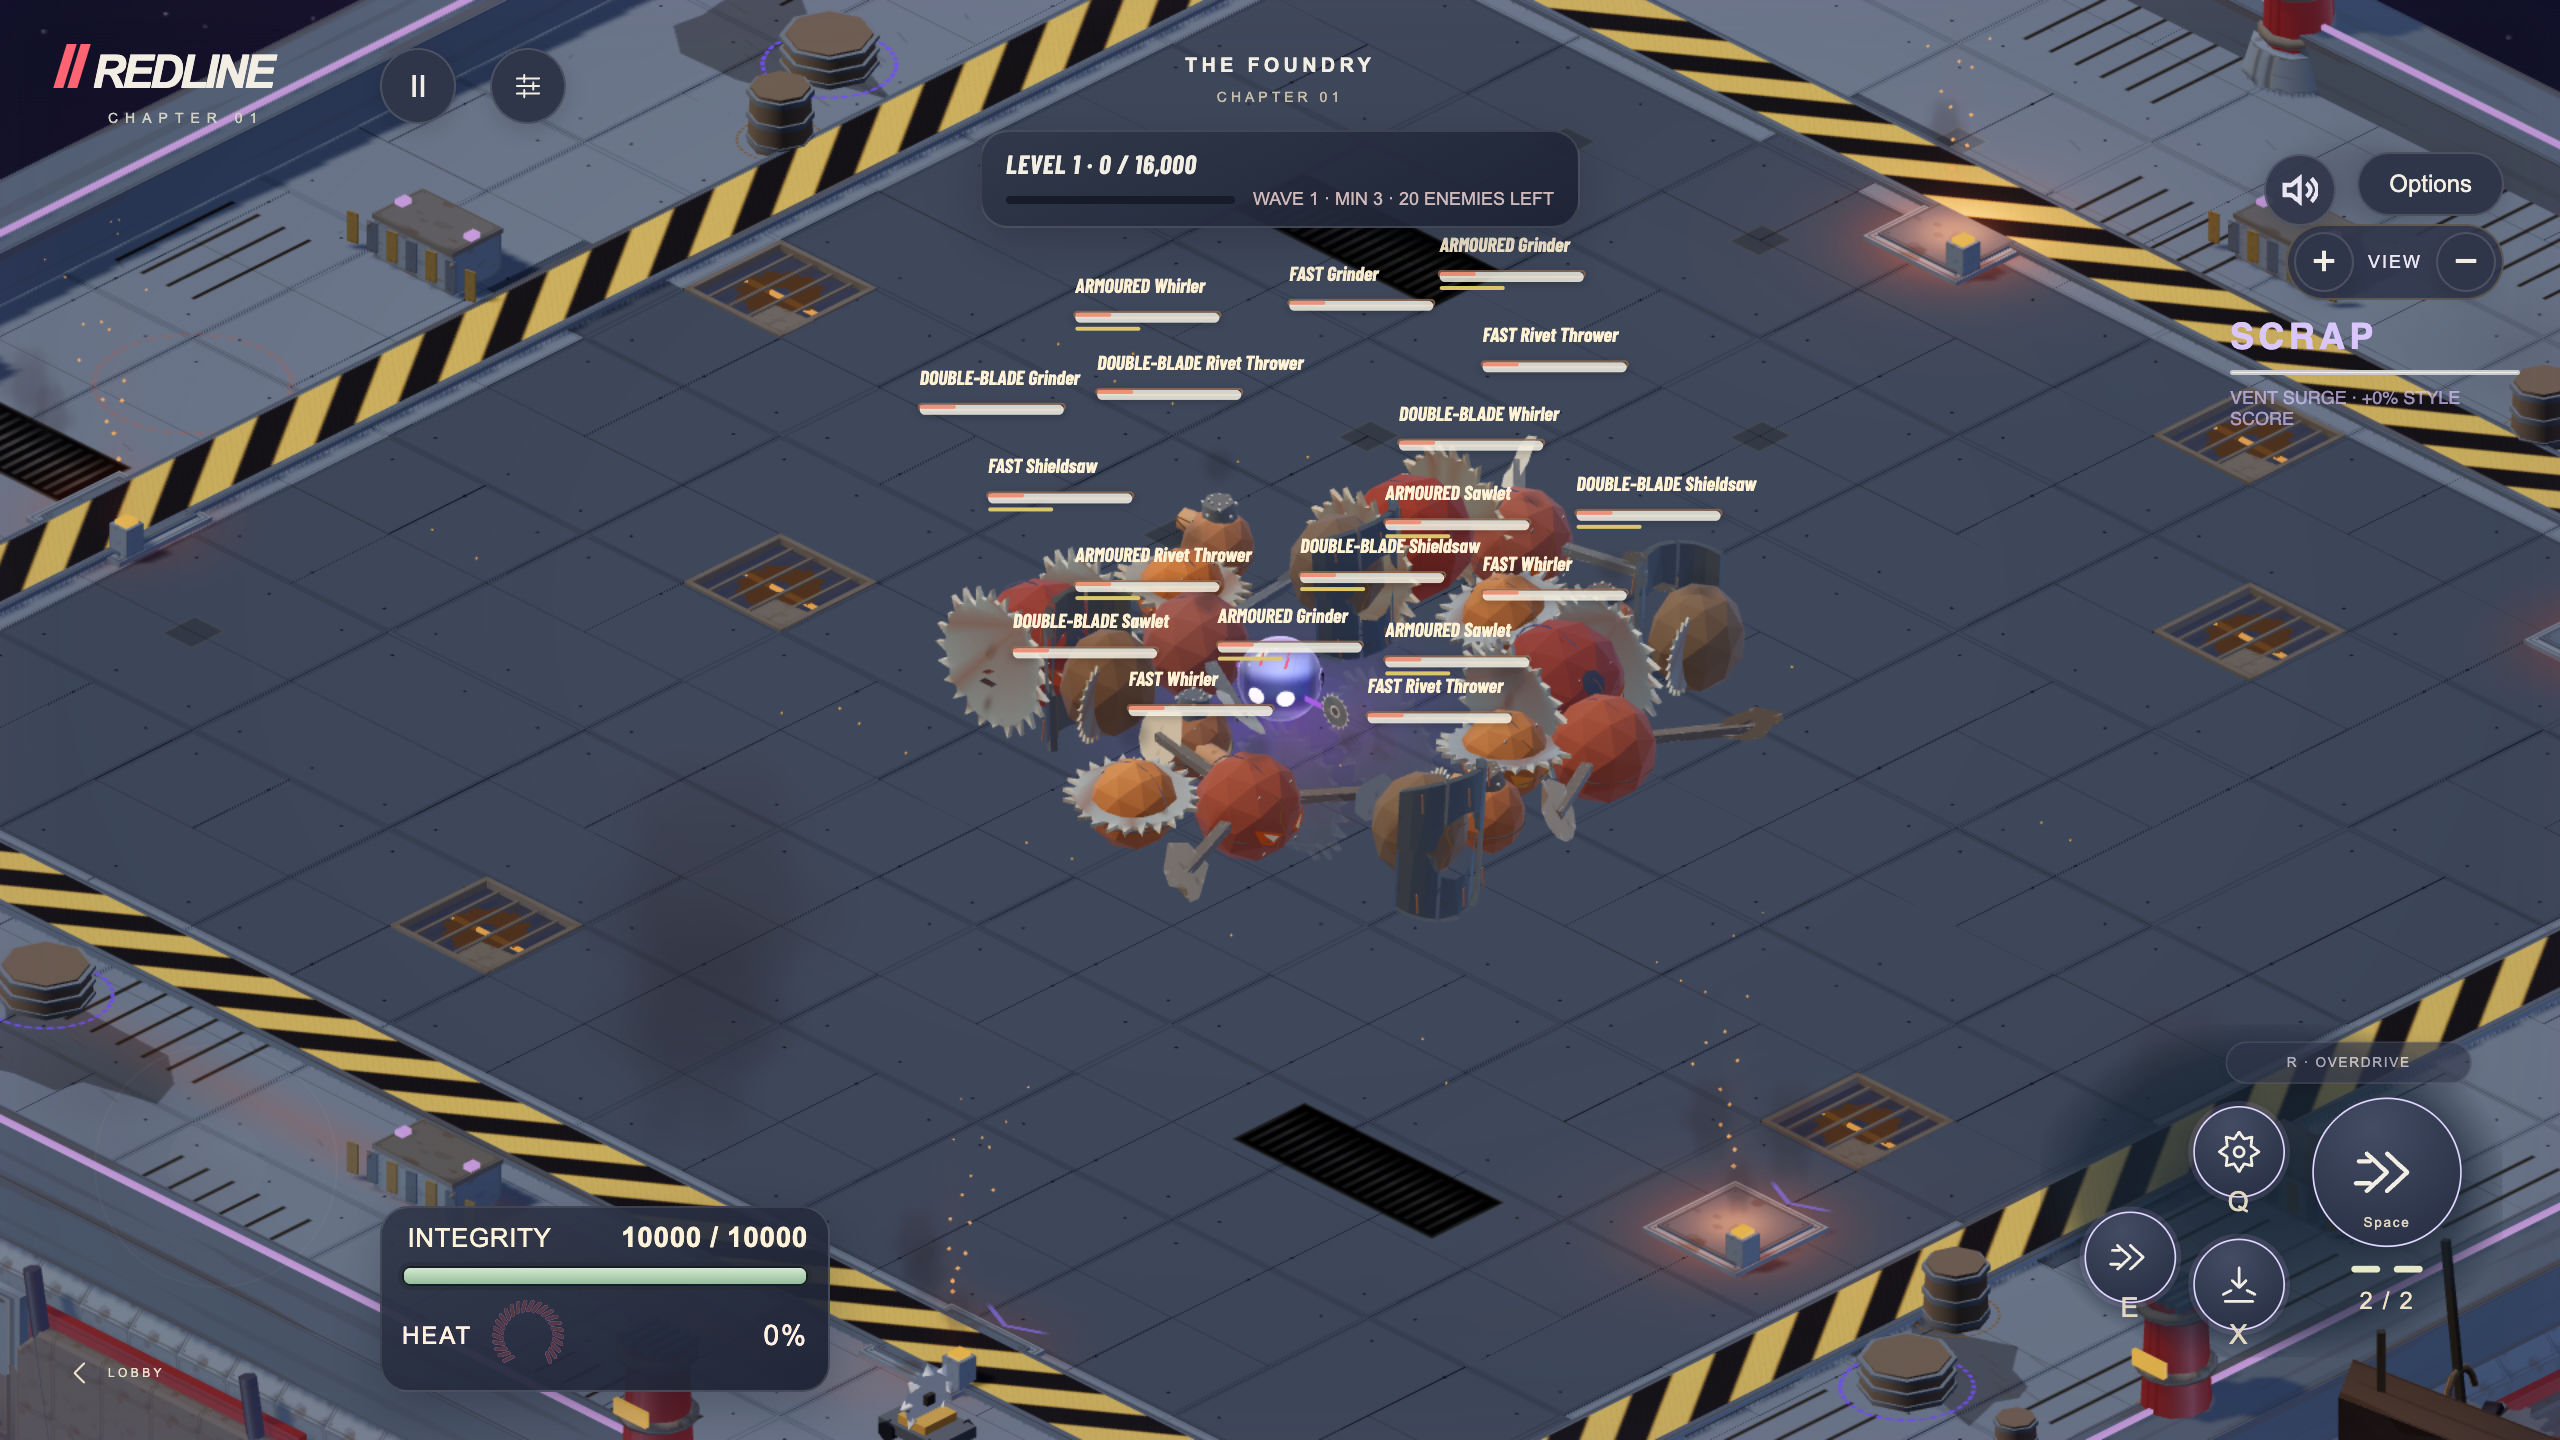 REDLINE
CHAPTER 01
THE FOUNDRY
CHAPTER 01
LEVEL 1 · 0 / 16,000
WAVE 1 · MIN 3 · 20 ENEMIES LEFT
Options
VIEW
SCRAP
VENT SURGE · +0% STYLE
SCORE
ARMOURED Grinder
FAST Grinder
ARMOURED Whirler
FAST Rivet Thrower
DOUBLE-BLADE Rivet Thrower
DOUBLE-BLADE Grinder
DOUBLE-BLADE Whirler
FAST Shieldsaw
DOUBLE-BLADE Shieldsaw
ARMOURED Sawlet
DOUBLE-BLADE Shieldsaw
ARMOURED Rivet Thrower
FAST Whirler
ARMOURED Grinder
DOUBLE-BLADE Sawlet
ARMOURED Sawlet
FAST Whirler
FAST Rivet Thrower
R · OVERDRIVE
Q
Space
E
X
2 / 2
INTEGRITY 10000 / 10000
HEAT 0%
LOBBY